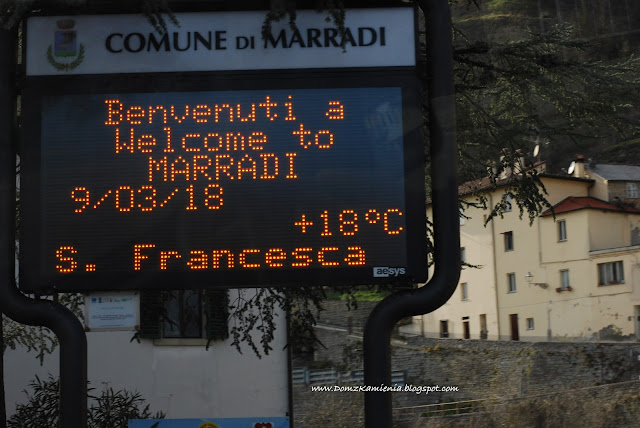 COMUNE DI MARRADI
Benvenuti a
Welcome to
MARRADI
9/03/18
+18°C
S. Francesca
aesys
www.DomzKamienia.blogspot.com